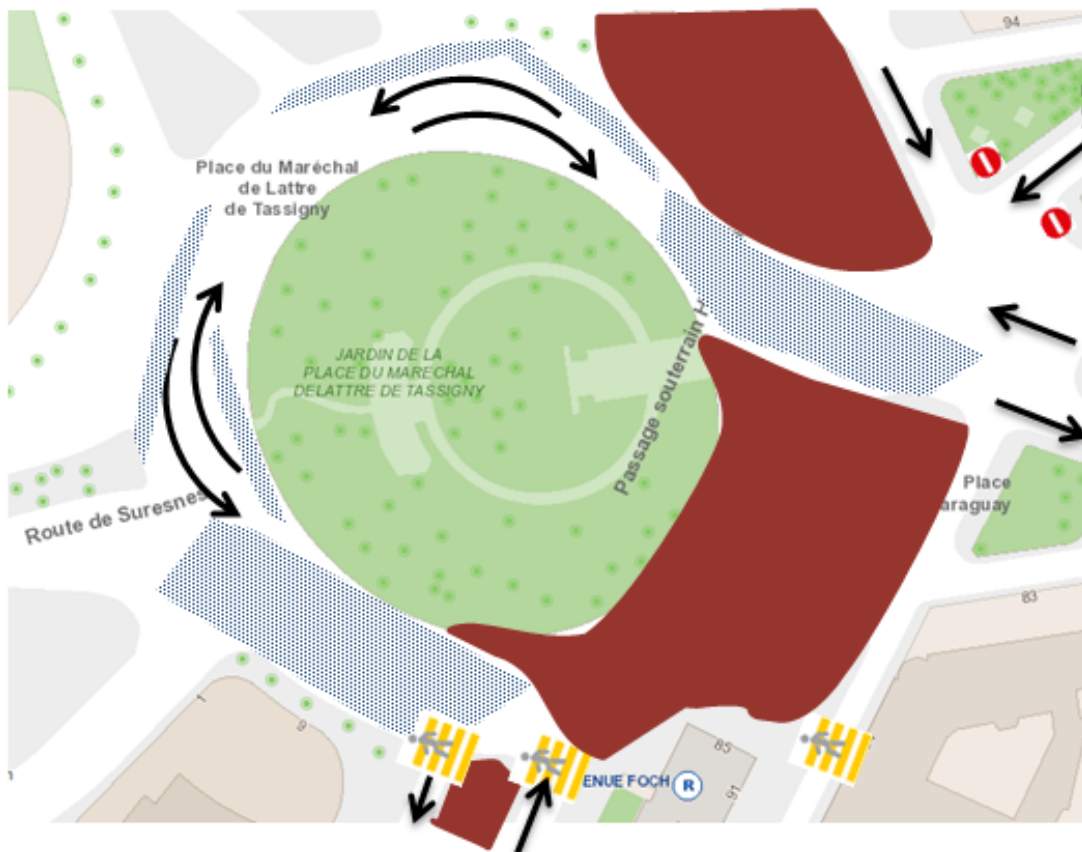 94
Place du Maréchal
de Lattre
de Tassigny
JARDIN DE LA
PLACE DU MARECHAL
DELATTRE DE TASSIGNY
Passage souterrain H
Route de Suresnes
Place
araguay
83
1
9
85
91
ENUE FOCH
R